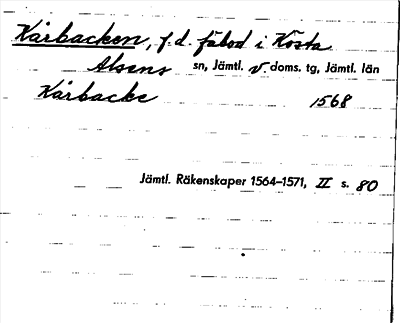 Kårbacken, f.d. fäbod i Kösta
Alsens sn, Jämtl. v. doms. tg, Jämtl. län
Kårbacke 1568
Jämtl. Räkenskaper 1564–1571, II s. 80